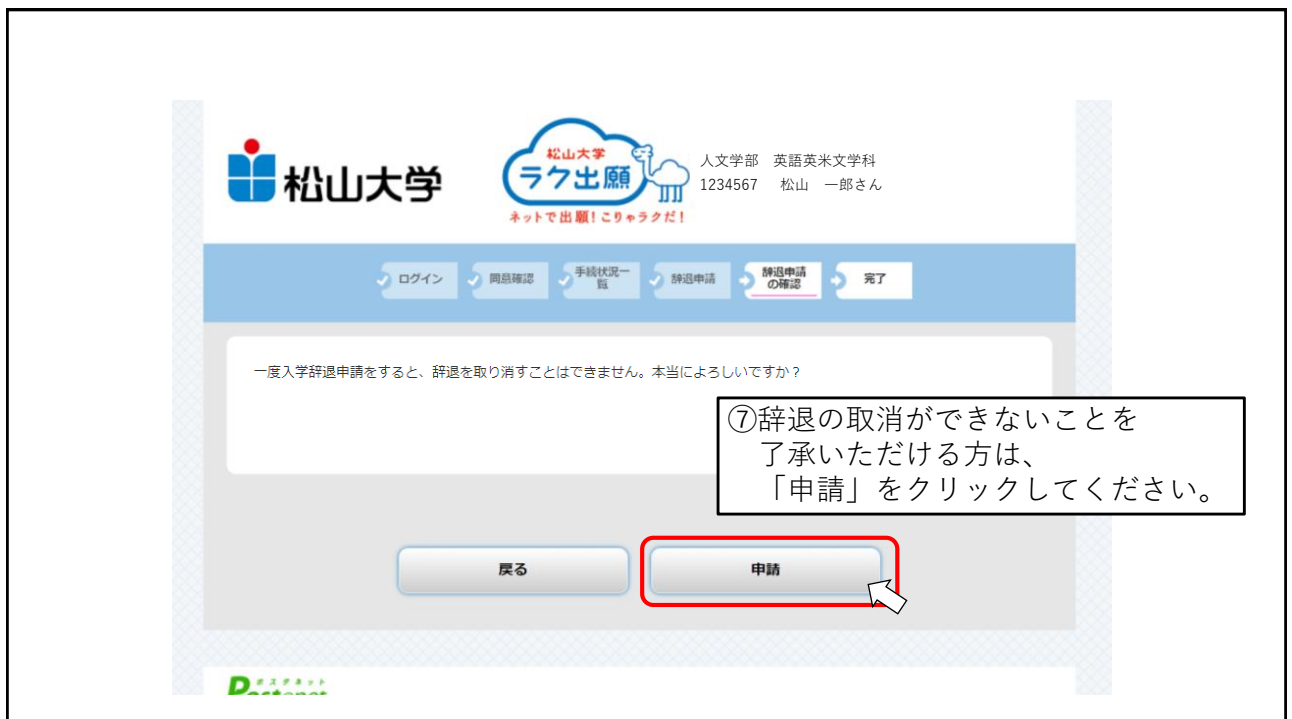 松山大学
松山大学
ラク出願
ネットで出願!こりゃラクだ!
人文学部 英語英米文学科
1234567 松山 一郎さん
ログイン
同意確認
手続状況一
覧
辞退申請
辞退申請
の確認
完了
一度入学辞退申請をすると、辞退を取り消すことはできません。本当によろしいですか?
⑦辞退の取消ができないことを
了承いただける方は、
「申請」をクリックしてください。
戻る
申請
ポスタネット
Postanet